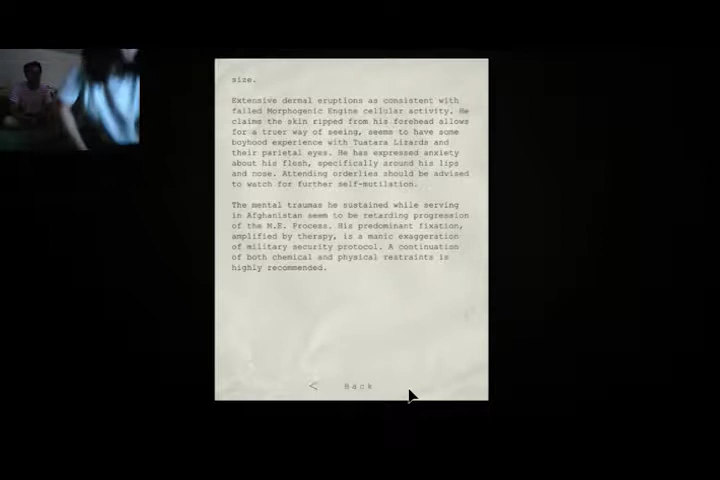 size.
Extensive dermal eruptions as consistent with
failed Morphogenic Engine cellular activity. He
claims the skin ripped from his forehead allows
for a truer way of seeing, seems to have some
boyhood experience with Tuatara Lizards and
their parietal eyes. He has expressed anxiety
about his flesh, specifically around his lips
and nose. Attending orderlies should be advised
to watch for further self-mutilation.
The mental traumas he sustained while serving
in Afghanistan seem to be retarding progression
of the M.E. Process. His predominant fixation,
amplified by therapy, is a manic exaggeration
of military security protocol. A continuation
of both chemical and physical restraints is
highly recommended.
< Back